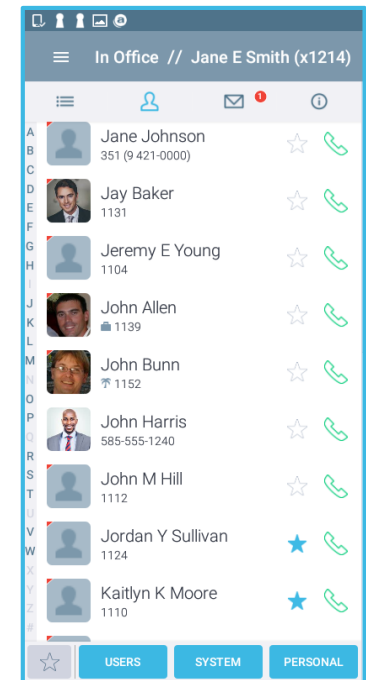 In Office // Jane E Smith (x1214)
1
A
B
C
D
E
F
G
H
I
J
K
L
M
N
O
P
Q
R
S
T
U
V
W
X
Y
Z
#
Jane Johnson
351 (9 421-0000)
Jay Baker
1131
Jeremy E Young
1104
John Allen
1139
John Bunn
1152
John Harris
585-555-1240
John M Hill
1112
Jordan Y Sullivan
1124
Kaitlyn K Moore
1110
USERS SYSTEM PERSONAL